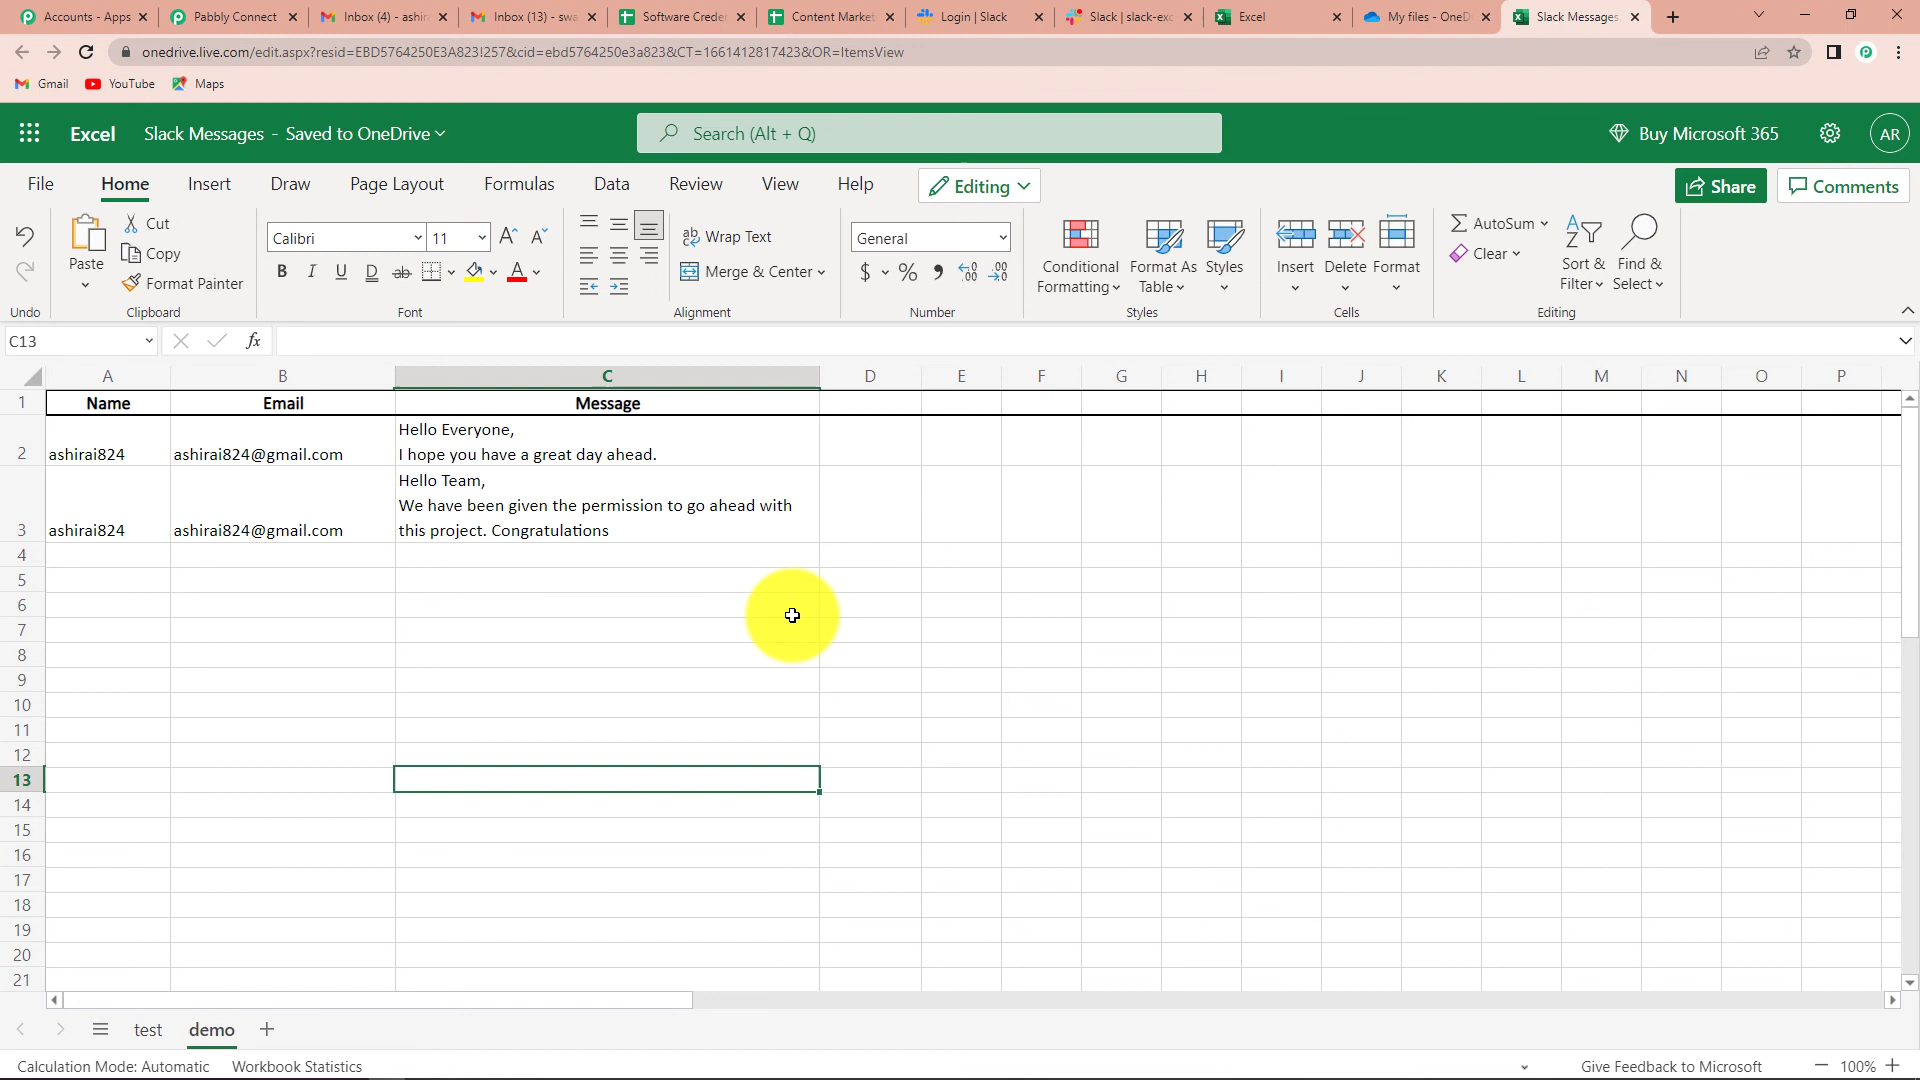 Accounts - Apps
Pabbly Connect
Inbox (4) - ashir
Inbox (13) - swa
Software Crede
Content Market
Login | Slack
Slack | slack-exc
Excel
My files - OneD
Slack Messages
onedrive.live.com/edit.aspx?resid=EBD5764250E3A823!257&cid=ebd5764250e3a823&CT=1661412817423&OR=ItemsView
Gmail
YouTube
Maps
Excel
Slack Messages - Saved to OneDrive
Search (Alt + Q)
Buy Microsoft 365
AR
File
Home
Insert
Draw
Page Layout
Formulas
Data
Review
View
Help
Editing
Share
Comments
Paste
Cut
Copy
Format Painter
Calibri
11
B I U D ab
A
ab Wrap Text
Merge & Center
General
$ % 9 .00 .00
Conditional
Formatting
Format As
Table
Styles
Insert
Delete
Format
AutoSum
Clear
Sort &
Filter
Find &
Select
Undo
Clipboard
Font
Alignment
Number
Styles
Cells
Editing
C13
fx
A B C D E F G H I J K L M N O P
1 Name Email Message
Hello Everyone,
2 ashirai824 ashirai824@gmail.com I hope you have a great day ahead.
Hello Team,
We have been given the permission to go ahead with
3 ashirai824 ashirai824@gmail.com this project. Congratulations
4
5
6
7
8
9
10
11
12
13
14
15
16
17
18
19
20
21
test
demo
Calculation Mode: Automatic
Workbook Statistics
Give Feedback to Microsoft
100%